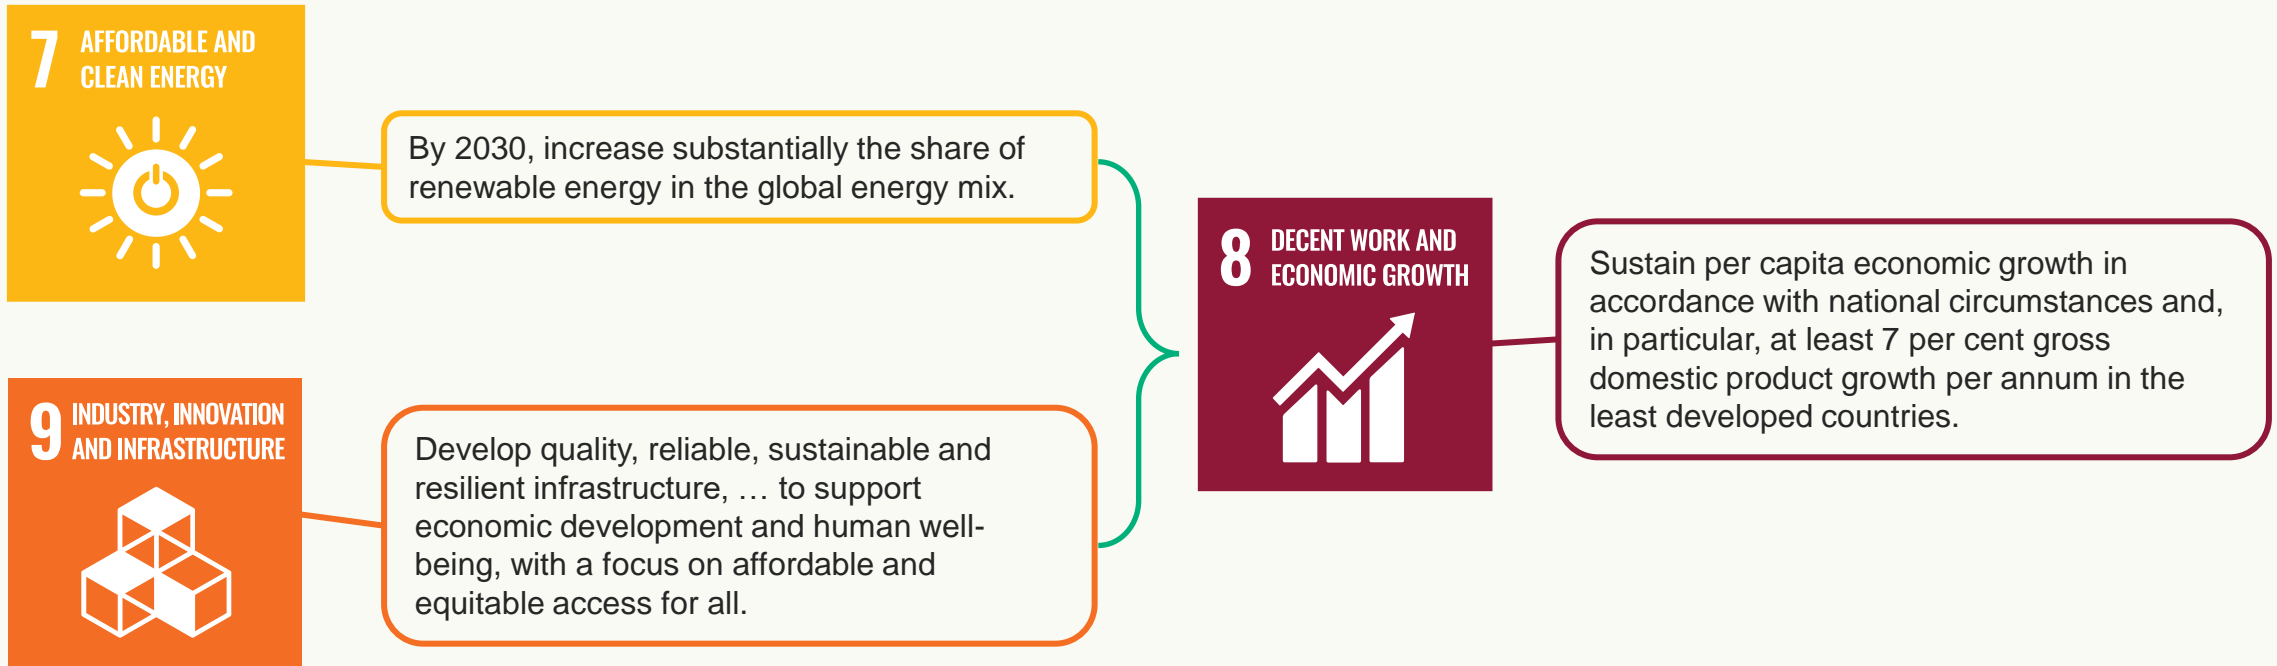 7 AFFORDABLE AND
CLEAN ENERGY
By 2030, increase substantially the share of
renewable energy in the global energy mix.
9 INDUSTRY, INNOVATION
AND INFRASTRUCTURE
Develop quality, reliable, sustainable and
resilient infrastructure, … to support
economic development and human well-
being, with a focus on affordable and
equitable access for all.
8 DECENT WORK AND
ECONOMIC GROWTH
Sustain per capita economic growth in
accordance with national circumstances and,
in particular, at least 7 per cent gross
domestic product growth per annum in the
least developed countries.